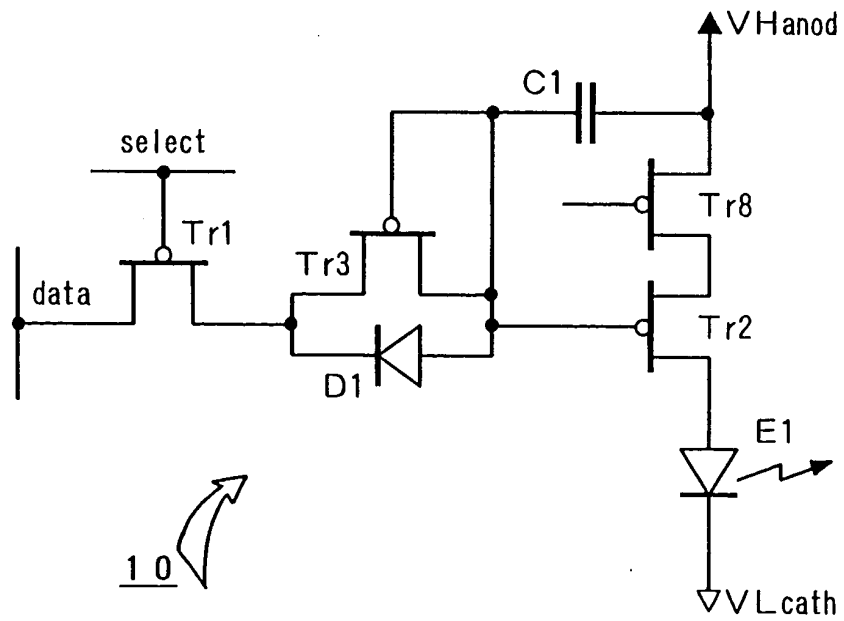 VHanod
C1
select
Tr8
Tr1
Tr3
data
Tr2
D1
E1
10
VLcath